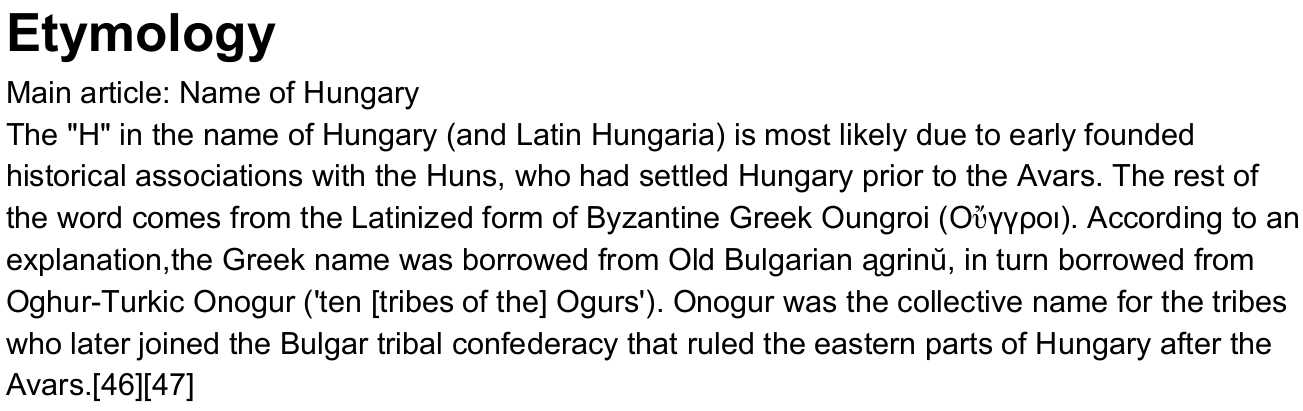 Etymology
Main article: Name of Hungary
The "H" in the name of Hungary (and Latin Hungaria) is most likely due to early founded
historical associations with the Huns, who had settled Hungary prior to the Avars. The rest of
the word comes from the Latinized form of Byzantine Greek Oungroi (Οὔγγροι). According to an
explanation,the Greek name was borrowed from Old Bulgarian ągrinŭ, in turn borrowed from
Oghur-Turkic Onogur ('ten [tribes of the] Ogurs'). Onogur was the collective name for the tribes
who later joined the Bulgar tribal confederacy that ruled the eastern parts of Hungary after the
Avars.[46][47]